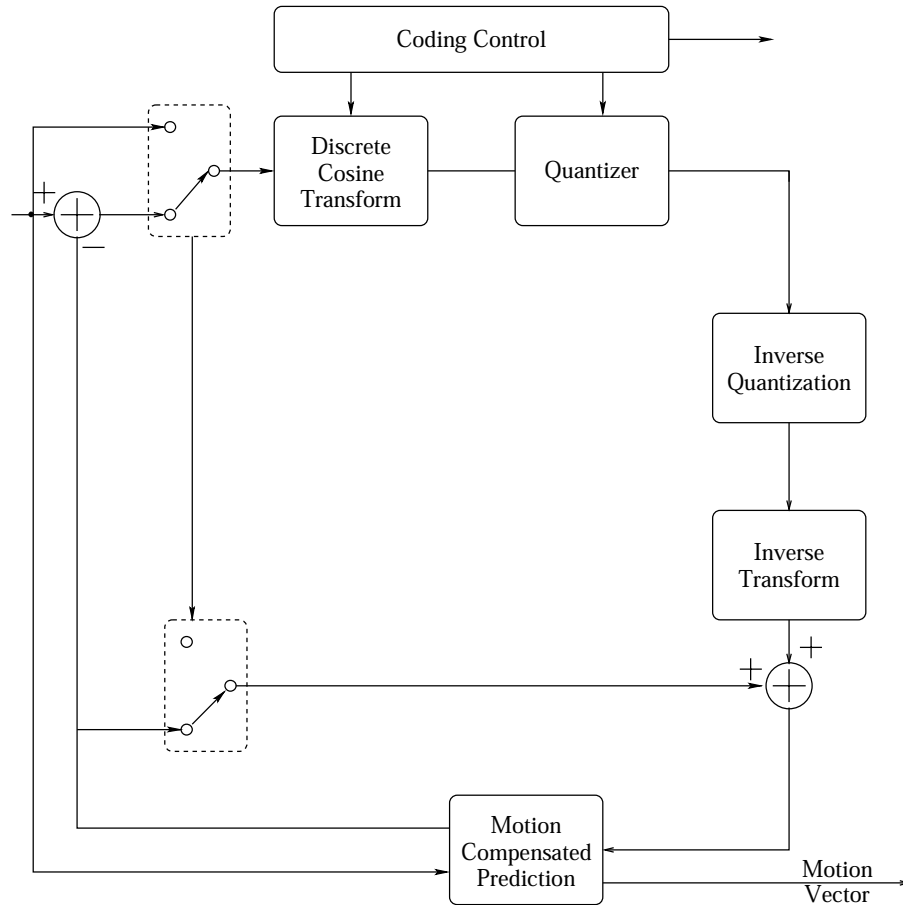 Coding Control
Discrete
Cosine
Transform
Quantizer
+
−
Inverse
Quantization
Inverse
Transform
+
+
Motion
Compensated
Prediction
Motion
Vector